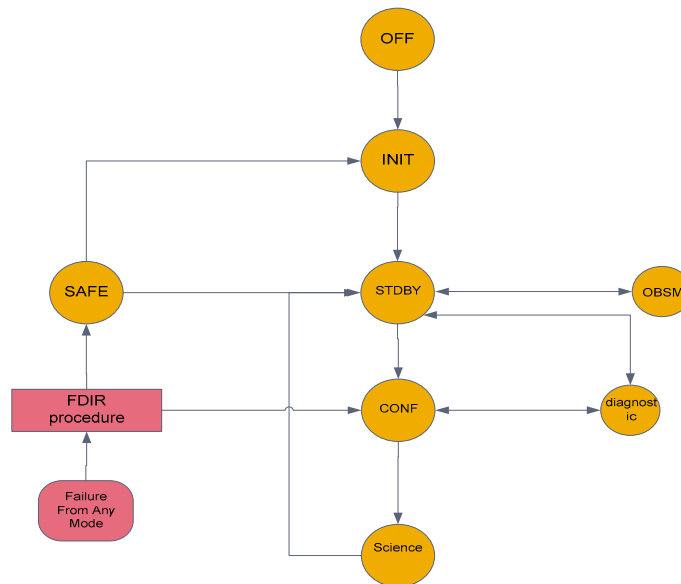 OFF
INIT
SAFE
STDBY
OBSM
FDIR
procedure
CONF
diagnost
ic
Failure
From Any
Mode
Science